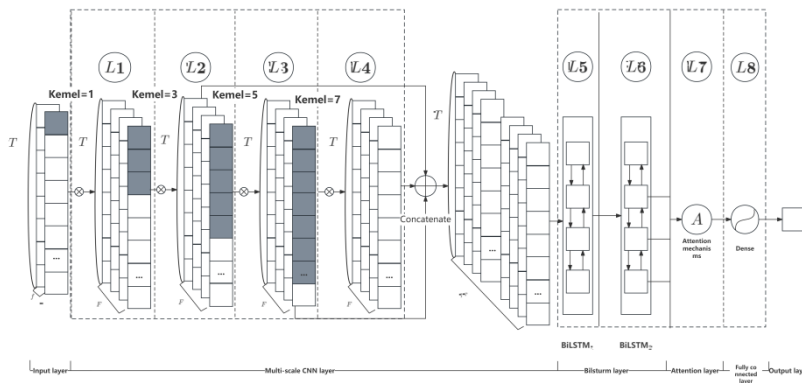 L1
L2
L3
L4
L5
L6
L7
L8
Kemel=1
Kemel=3
Kemel=5
Kemel=7
T
T
T
T
T
T
Concatenate
...
...
...
...
...
...
...
F
F
F
F
A
Attention
mechanis
ms
Dense
BiLSTM₁
BiLSTM₂
Input layer
Multi-scale CNN layer
Bilsturm layer
Attention layer
Fully co
nnected
layer
Output lay